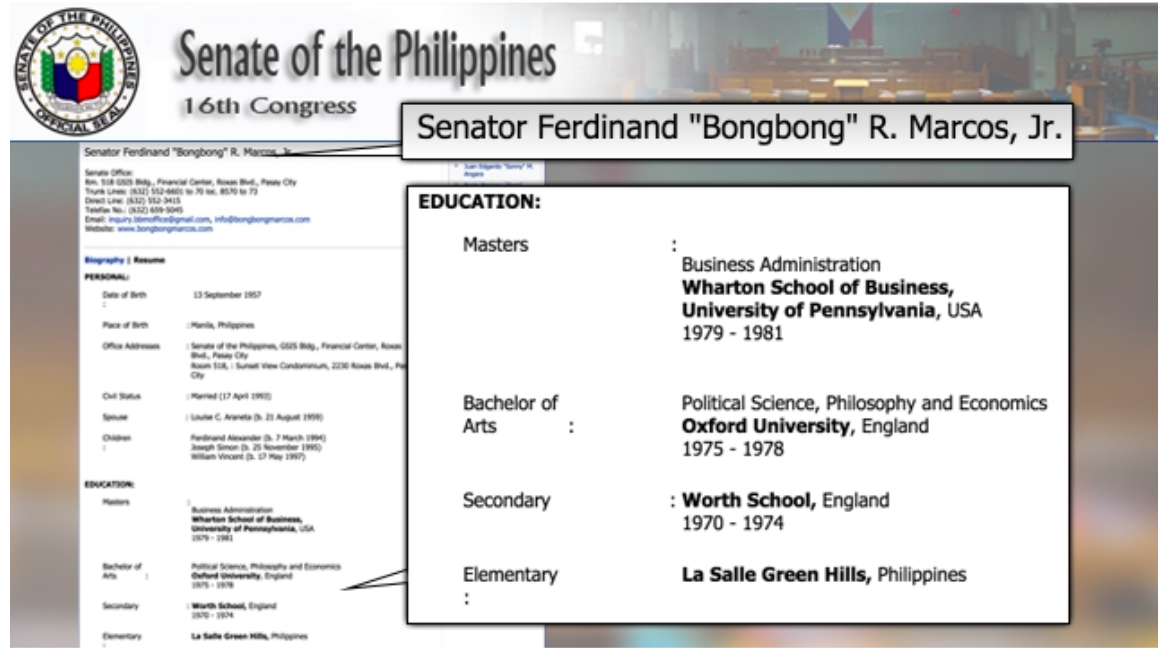 SENATE OF THE PHILIPPINES
OFFICIAL SEAL
Senate of the Philippines
16th Congress
Senator Ferdinand "Bongbong" R. Marcos, Jr.
Senator Ferdinand "Bongbong" R. Marcos, Jr.
Juan Edgardo "Sonny" M.
Angara
Senate Office:
Rm. 518 GSIS Bldg., Financial Center, Roxas Blvd., Pasay City
Trunk Lines: (632) 552-6601 to 70 loc. 8570 to 73
Direct Line: (632) 552-3415
Telefax No.: (632) 659-5045
Email: inquiry.bbmoffice@gmail.com, info@bongbongmarcos.com
Website: www.bongbongmarcos.com
Biography | Resume
PERSONAL:
Date of Birth 13 September 1957
:
Place of Birth : Manila, Philippines
Office Addresses : Senate of the Philippines, GSIS Bldg., Financial Center, Roxas
Blvd., Pasay City
Room 518, : Sunset View Condominium, 2230 Roxas Blvd.,
City
Civil Status : Married (17 April 1993)
Spouse : Louise C. Araneta (b. 21 August 1959)
Children Ferdinand Alexander (b. 7 March 1994)
: Joseph Simon (b. 25 November 1995)
William Vincent (b. 17 May 1997)
EDUCATION:
Masters :
Business Administration
Wharton School of Business,
University of Pennsylvania, USA
1979 - 1981
Bachelor of Political Science, Philosophy and Economics
Arts : Oxford University, England
1975 - 1978
Secondary : Worth School, England
1970 - 1974
Elementary La Salle Green Hills, Philippines
:
EDUCATION:
Masters :
Business Administration
Wharton School of Business,
University of Pennsylvania, USA
1979 - 1981
Bachelor of Political Science, Philosophy and Economics
Arts : Oxford University, England
1975 - 1978
Secondary : Worth School, England
1970 - 1974
Elementary La Salle Green Hills, Philippines
: